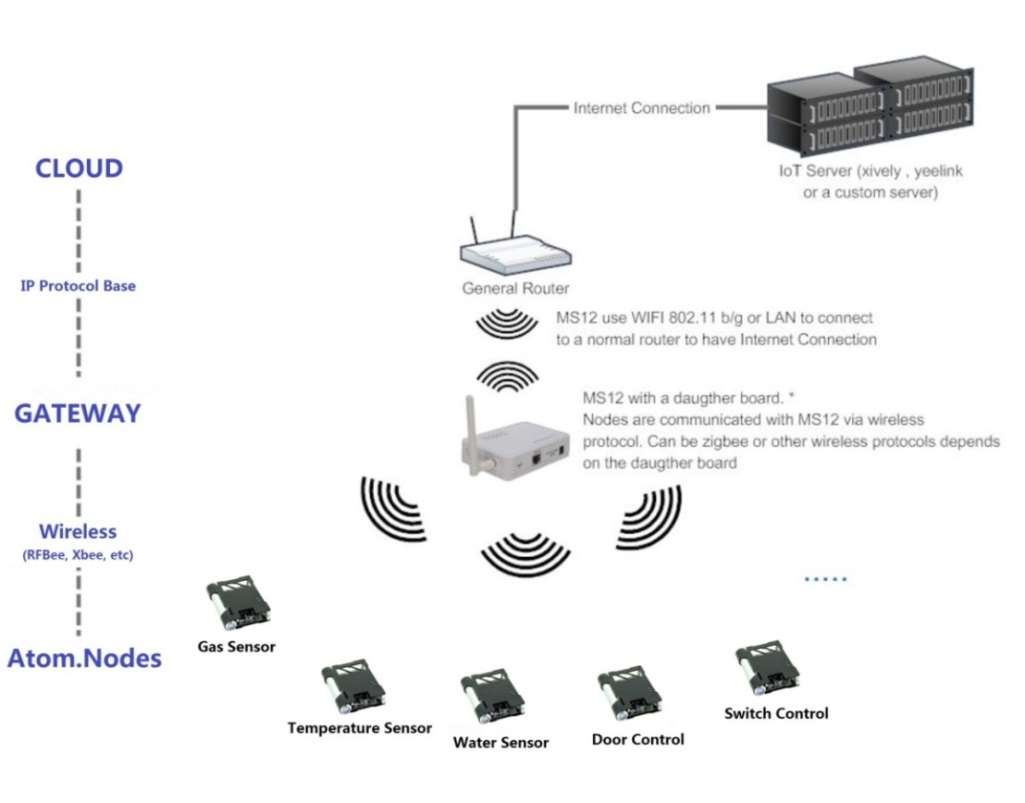 Internet Connection
IoT Server (xively , yeelink
or a custom server)
CLOUD
IP Protocol Base
General Router
MS12 use WIFI 802.11 b/g or LAN to connect
to a normal router to have Internet Connection
GATEWAY
MS12 with a daugther board. *
Nodes are communicated with MS12 via wireless
protocol. Can be zigbee or other wireless protocols depends
on the daugther board
Wireless
(RFBee, Xbee, etc)
.....
Atom.Nodes
Gas Sensor
Temperature Sensor
Water Sensor
Door Control
Switch Control